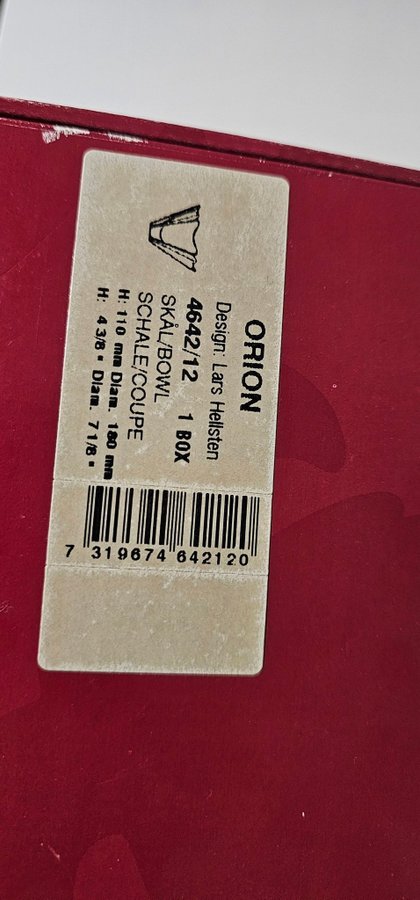 ORION
Design: Lars Hellsten
4642/12 1 BOX
SKÅL/BOWL
SCHALE/COUPE
H: 110 mm Diam. 180 mm
H: 4 3/8" Diam. 7 1/8"
7 319674 642120